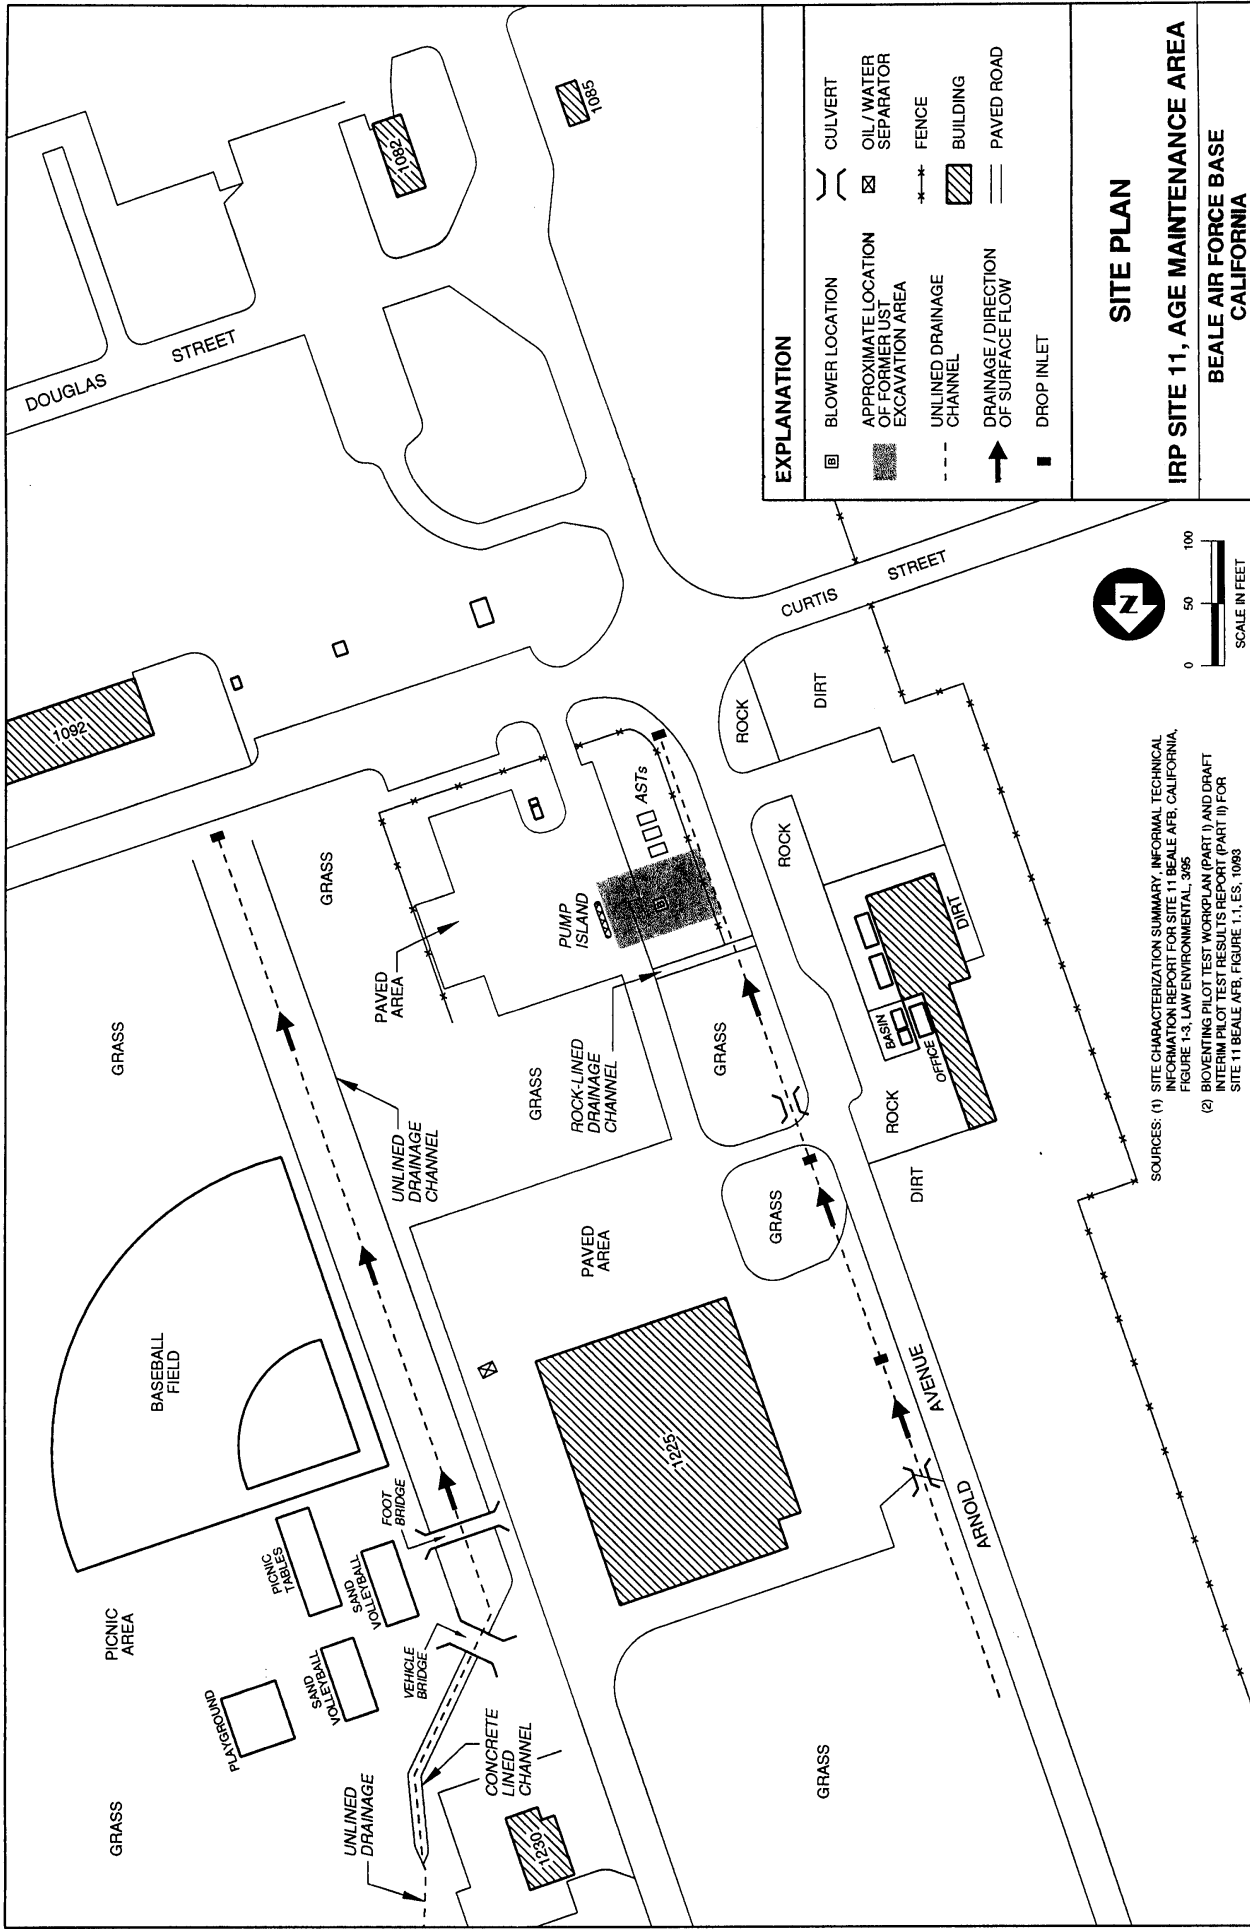 GRASS
PLAYGROUND
PICNIC
AREA
SAND
VOLLEYBALL
PICNIC
TABLES
SAND
VOLLEYBALL
BASEBALL
FIELD
GRASS
1092
DOUGLAS
STREET
UNLINED
DRAINAGE
VEHICLE
BRIDGE
FOOT
BRIDGE
UNLINED
DRAINAGE
CHANNEL
GRASS
PAVED
AREA
CONCRETE
LINED
CHANNEL
1230
1225
PAVED
AREA
GRASS
ROCK-LINED
DRAINAGE
CHANNEL
PUMP
ISLAND
B
ASTs
1082
1085
GRASS
GRASS
GRASS
ROCK
ROCK
DIRT
ARNOLD
AVENUE
DIRT
ROCK
BASIN
OFFICE
DIRT
CURTIS
STREET
EXPLANATION
B
BLOWER LOCATION
APPROXIMATE LOCATION
OF FORMER UST
EXCAVATION AREA
UNLINED DRAINAGE
CHANNEL
DRAINAGE / DIRECTION
OF SURFACE FLOW
DROP INLET
CULVERT
OIL / WATER
SEPARATOR
FENCE
BUILDING
PAVED ROAD
N
0 50 100
SCALE IN FEET
SOURCES: (1) SITE CHARACTERIZATION SUMMARY, INFORMAL TECHNICAL
INFORMATION REPORT FOR SITE 11 BEALE AFB, CALIFORNIA,
FIGURE 1-3, LAW ENVIRONMENTAL, 3/95
(2) BIOVENTING PILOT TEST WORKPLAN (PART I) AND DRAFT
INTERIM PILOT TEST RESULTS REPORT (PART II) FOR
SITE 11 BEALE AFB, FIGURE 1.1, ES, 10/93
SITE PLAN
IRP SITE 11, AGE MAINTENANCE AREA
BEALE AIR FORCE BASE
CALIFORNIA